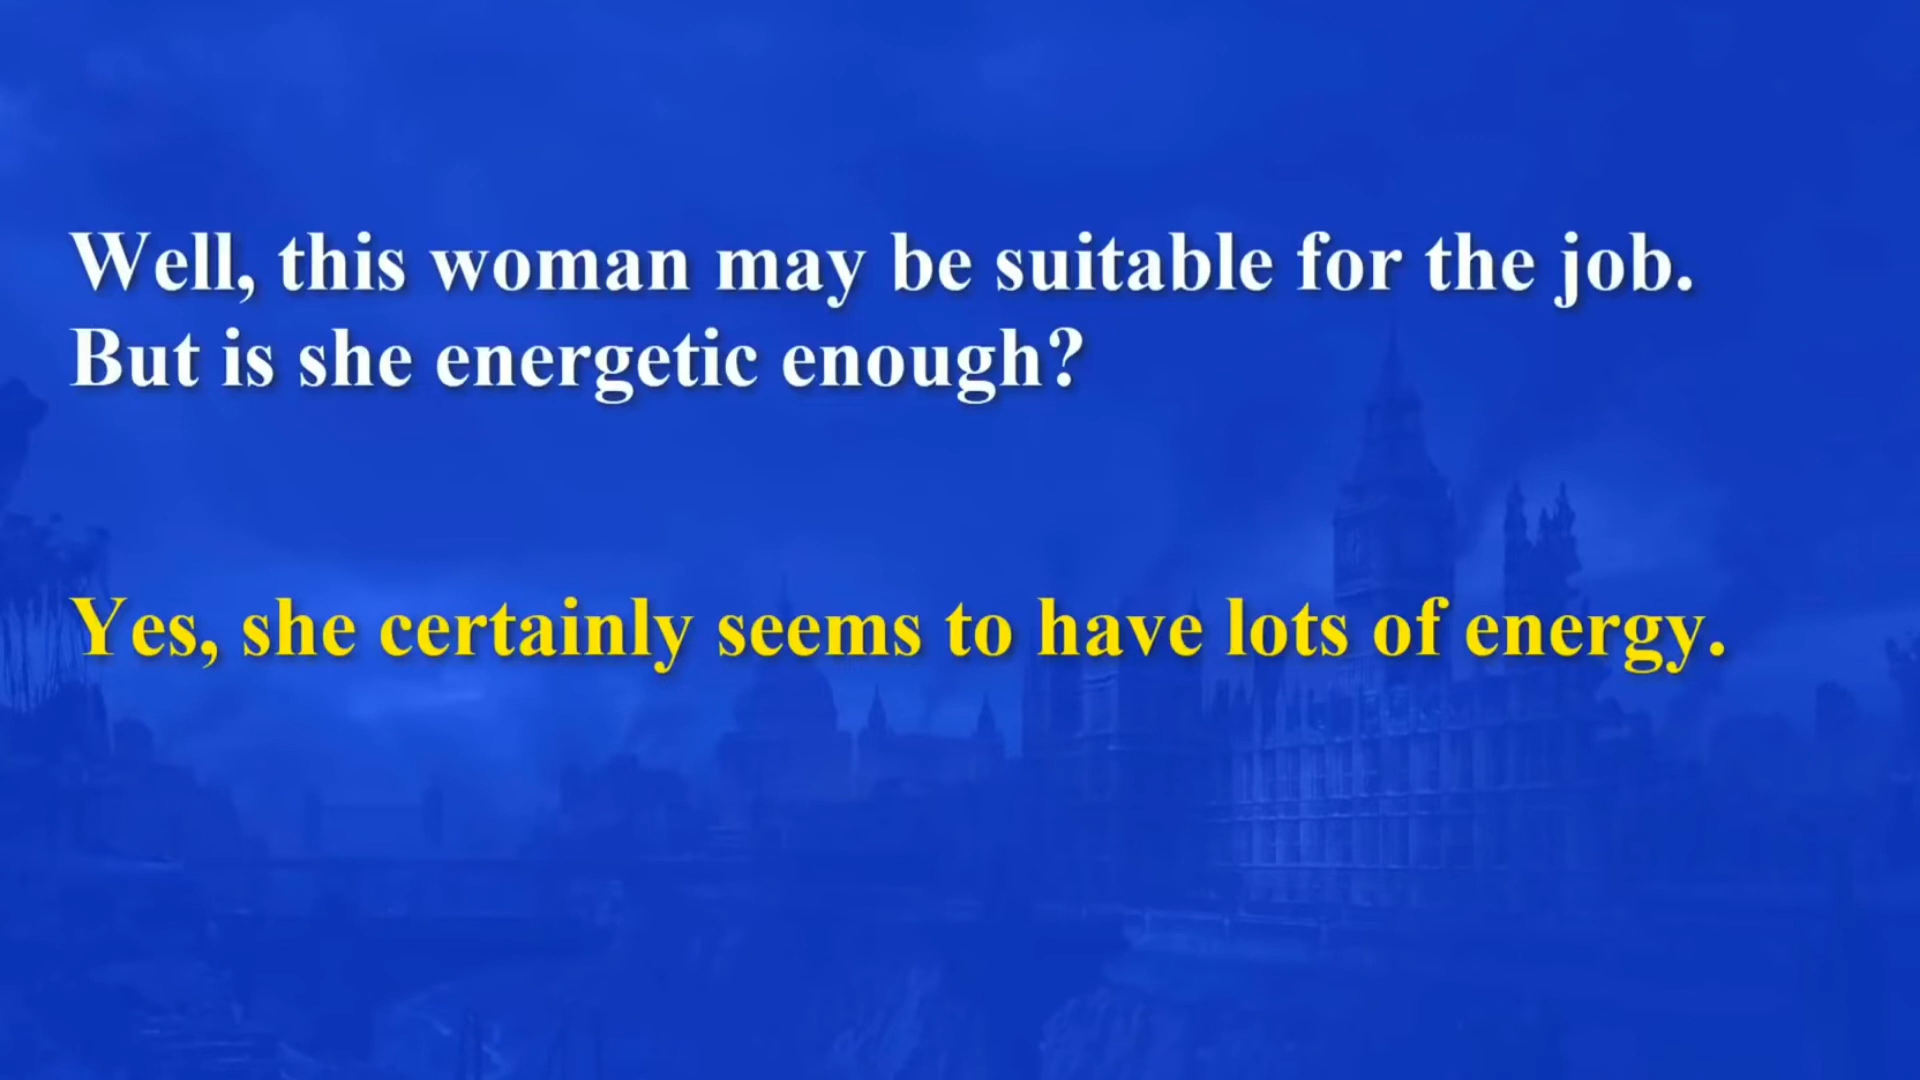 Well, this woman may be suitable for the job.
But is she energetic enough?
Yes, she certainly seems to have lots of energy.